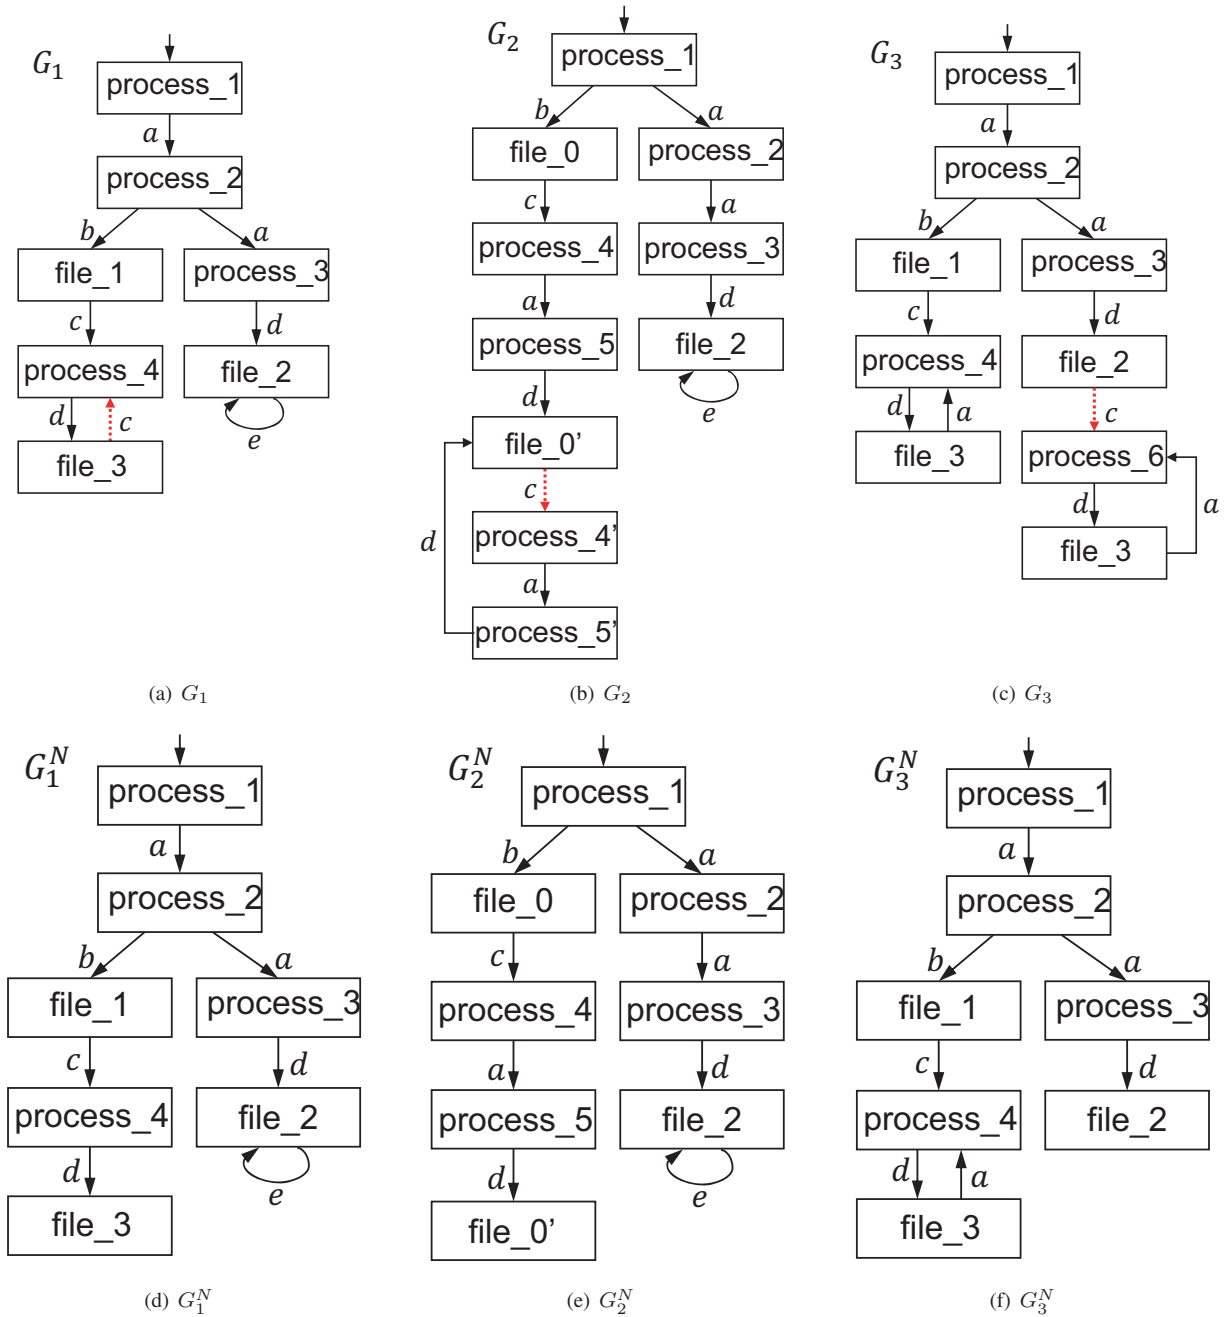 G₁
process_1
a
process_2
b a
file_1 process_3
c d
process_4 file_2
d c e
file_3
(a) G₁
G₂
process_1
b a
file_0 process_2
c a
process_4 process_3
a d
process_5 file_2
d e
file_0'
c
d
process_4'
a
process_5'
(b) G₂
G₃
process_1
a
process_2
b a
file_1 process_3
c d
process_4 file_2
d a c
file_3 process_6
d a
file_3
(c) G₃
G₁ᴺ
process_1
a
process_2
b a
file_1 process_3
c d
process_4 file_2
d e
file_3
(d) G₁ᴺ
G₂ᴺ
process_1
b a
file_0 process_2
c a
process_4 process_3
a d
process_5 file_2
d e
file_0'
(e) G₂ᴺ
G₃ᴺ
process_1
a
process_2
b a
file_1 process_3
c d
process_4 file_2
d a
file_3
(f) G₃ᴺ